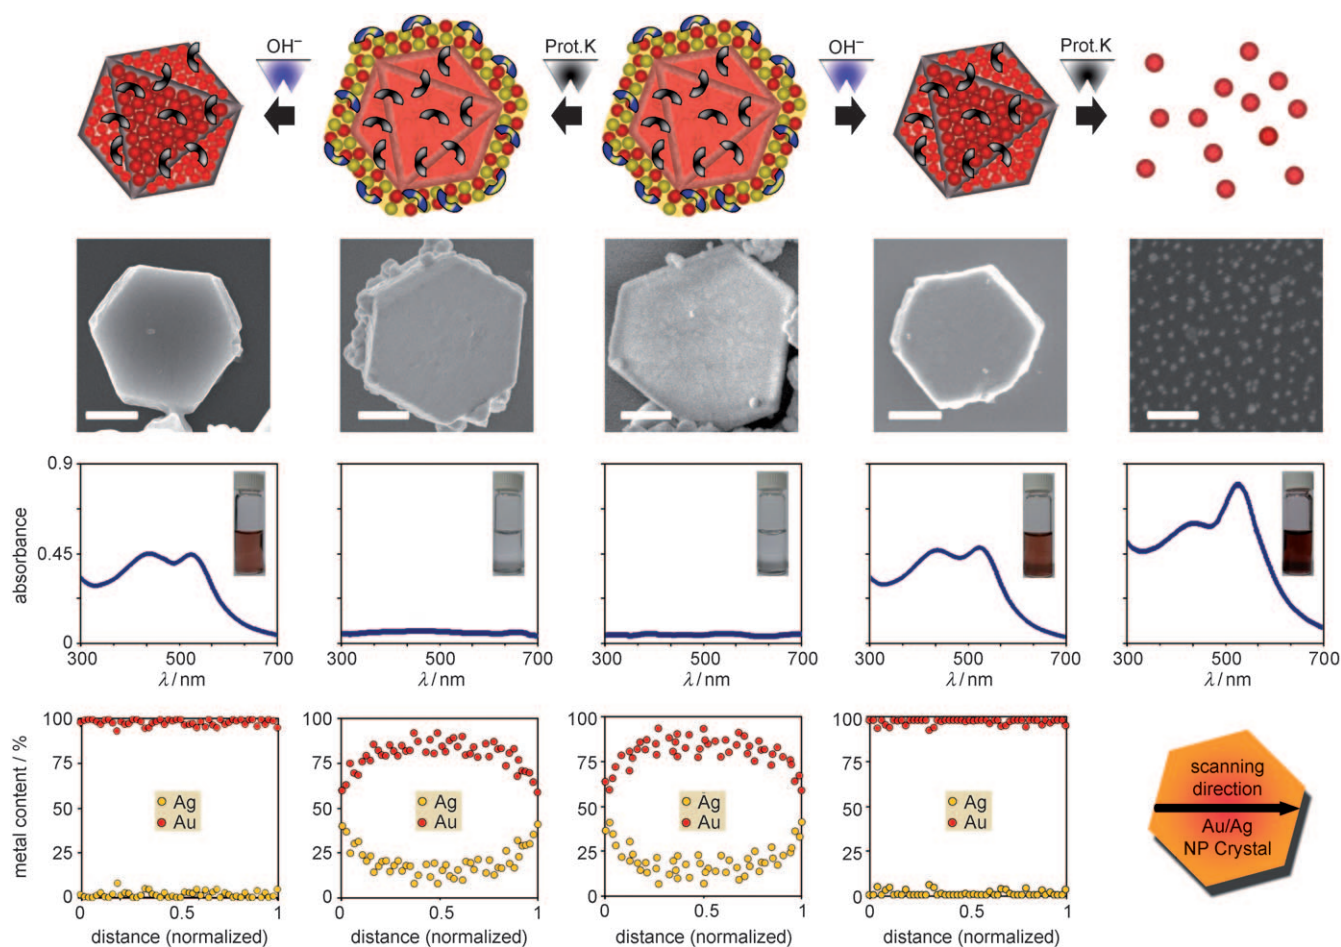 OH⁻
Prot.K
OH⁻
Prot.K
absorbance
0.9
0.45
0
300 500 700
λ / nm
300 500 700
λ / nm
300 500 700
λ / nm
300 500 700
λ / nm
300 500 700
λ / nm
metal content / %
100
75
50
25
0
Ag
Au
0 0.5 1
distance (normalized)
100
75
50
25
0
Ag
Au
0 0.5 1
distance (normalized)
100
75
50
25
0
Ag
Au
0 0.5 1
distance (normalized)
100
75
50
25
0
Ag
Au
0 0.5 1
distance (normalized)
scanning
direction
Au/Ag
NP Crystal